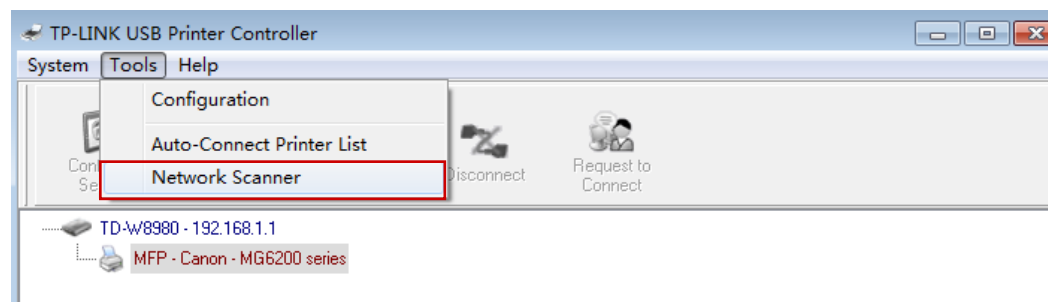 TP-LINK USB Printer Controller
System Tools Help
Configuration
Auto-Connect Printer List
Network Scanner
Disconnect
Request to
Connect
TD-W8980 - 192.168.1.1
MFP - Canon - MG6200 series